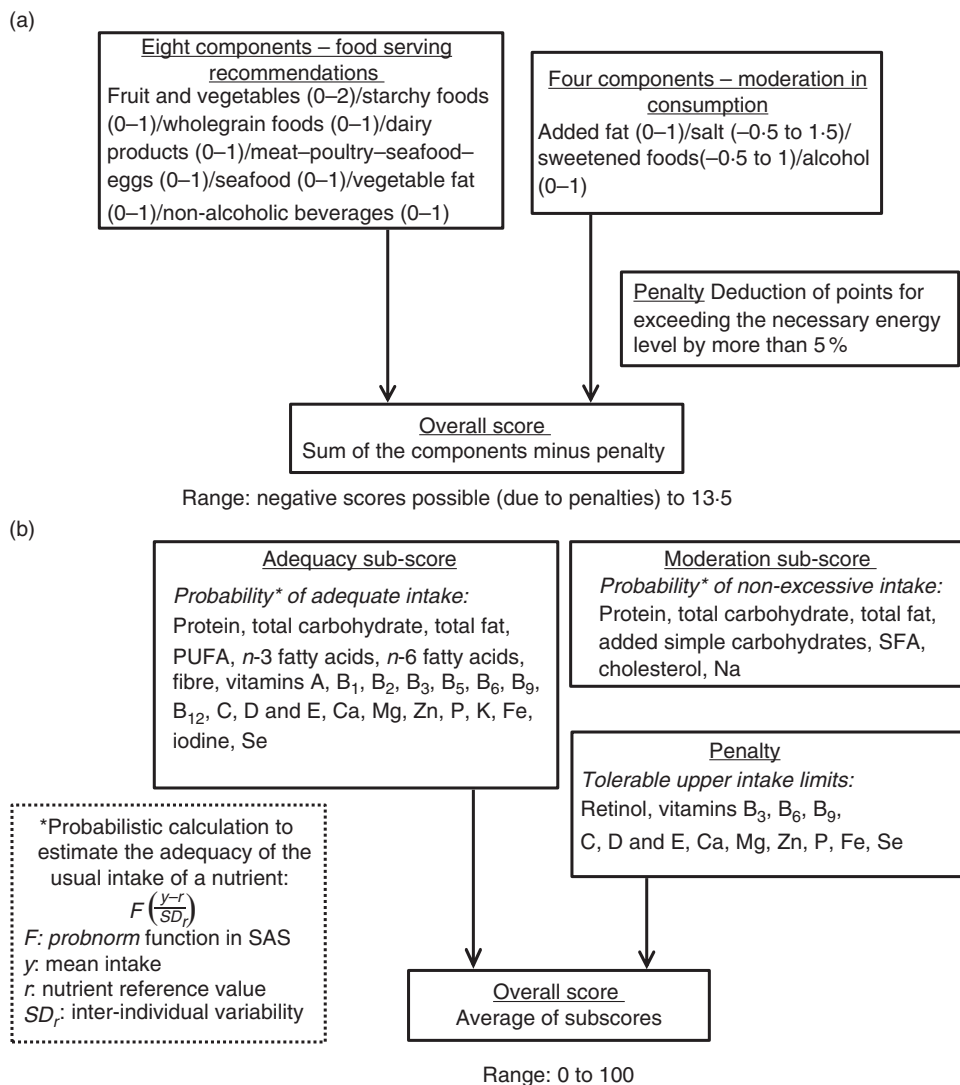 (a)
Eight components – food serving
recommendations
Fruit and vegetables (0–2)/starchy foods
(0–1)/wholegrain foods (0–1)/dairy
products (0–1)/meat–poultry–seafood–
eggs (0–1)/seafood (0–1)/vegetable fat
(0–1)/non-alcoholic beverages (0–1)
Four components – moderation in
consumption
Added fat (0–1)/salt (–0·5 to 1·5)/
sweetened foods(–0·5 to 1)/alcohol
(0–1)
Penalty Deduction of points for
exceeding the necessary energy
level by more than 5 %
Overall score
Sum of the components minus penalty
Range: negative scores possible (due to penalties) to 13·5
(b)
Adequacy sub-score
Probability* of adequate intake:
Protein, total carbohydrate, total fat,
PUFA, n-3 fatty acids, n-6 fatty acids,
fibre, vitamins A, B₁, B₂, B₃, B₅, B₆, B₉,
B₁₂, C, D and E, Ca, Mg, Zn, P, K, Fe,
iodine, Se
Moderation sub-score
Probability* of non-excessive intake:
Protein, total carbohydrate, total fat,
added simple carbohydrates, SFA,
cholesterol, Na
Penalty
Tolerable upper intake limits:
Retinol, vitamins B₃, B₆, B₉,
C, D and E, Ca, Mg, Zn, P, Fe, Se
*Probabilistic calculation to
estimate the adequacy of the
usual intake of a nutrient:
F((y–r)/SDᵣ)
F: probnorm function in SAS
y: mean intake
r: nutrient reference value
SDᵣ: inter-individual variability
Overall score
Average of subscores
Range: 0 to 100